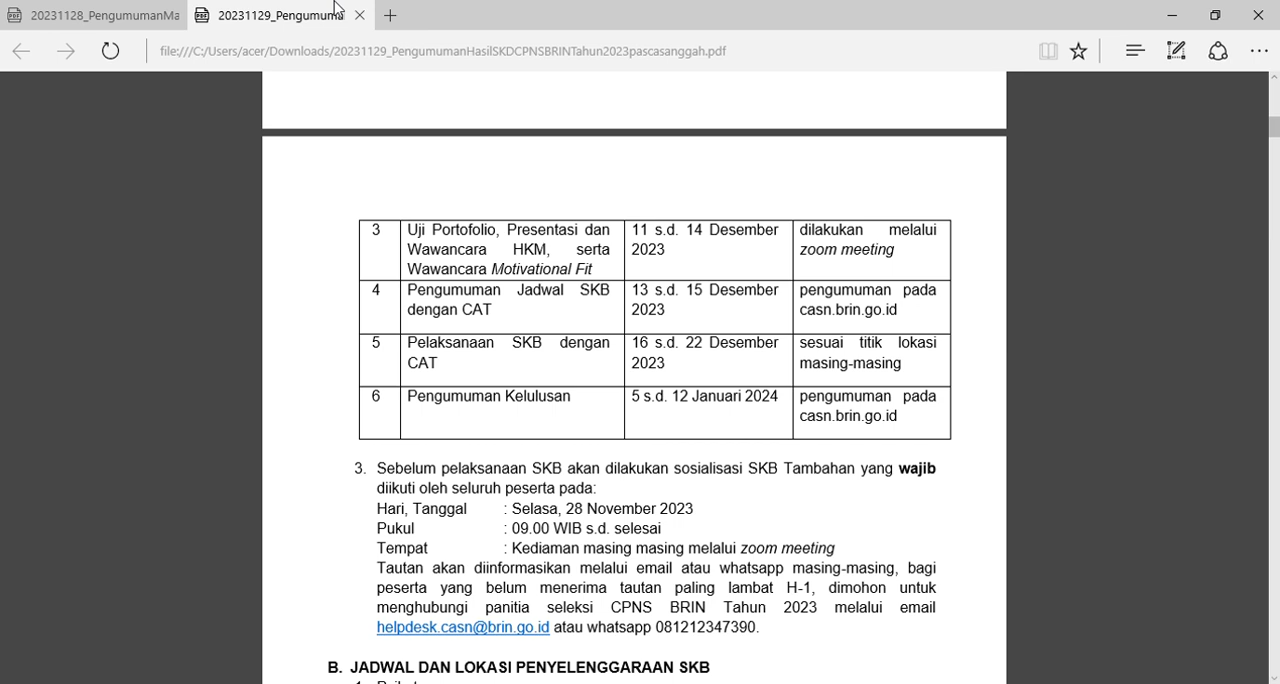 20231128_PengumumanMa
20231129_Pengumuma
file:///C:/Users/acer/Downloads/20231129_PengumumanHasilSKDCPNSBRINTahun2023pascasanggah.pdf
3 Uji Portofolio, Presentasi dan 11 s.d. 14 Desember dilakukan melalui
Wawancara HKM, serta 2023 zoom meeting
Wawancara Motivational Fit
4 Pengumuman Jadwal SKB 13 s.d. 15 Desember pengumuman pada
dengan CAT 2023 casn.brin.go.id
5 Pelaksanaan SKB dengan 16 s.d. 22 Desember sesuai titik lokasi
CAT 2023 masing-masing
6 Pengumuman Kelulusan 5 s.d. 12 Januari 2024 pengumuman pada
casn.brin.go.id
3. Sebelum pelaksanaan SKB akan dilakukan sosialisasi SKB Tambahan yang wajib
diikuti oleh seluruh peserta pada:
Hari, Tanggal : Selasa, 28 November 2023
Pukul : 09.00 WIB s.d. selesai
Tempat : Kediaman masing masing melalui zoom meeting
Tautan akan diinformasikan melalui email atau whatsapp masing-masing, bagi
peserta yang belum menerima tautan paling lambat H-1, dimohon untuk
menghubungi panitia seleksi CPNS BRIN Tahun 2023 melalui email
helpdesk.casn@brin.go.id atau whatsapp 081212347390.
B. JADWAL DAN LOKASI PENYELENGGARAAN SKB